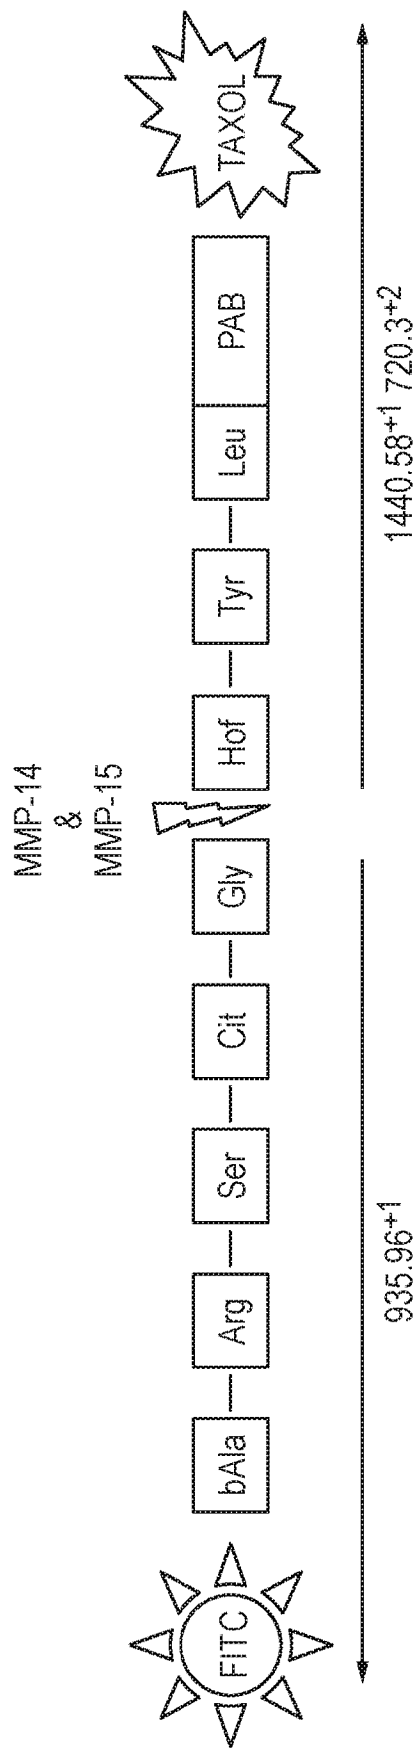 MMP-14
&
MMP-15
FITC
bAla
Arg
Ser
Cit
Gly
Hof
Tyr
Leu
PAB
TAXOL
935.96+1
1440.58+1 720.3+2